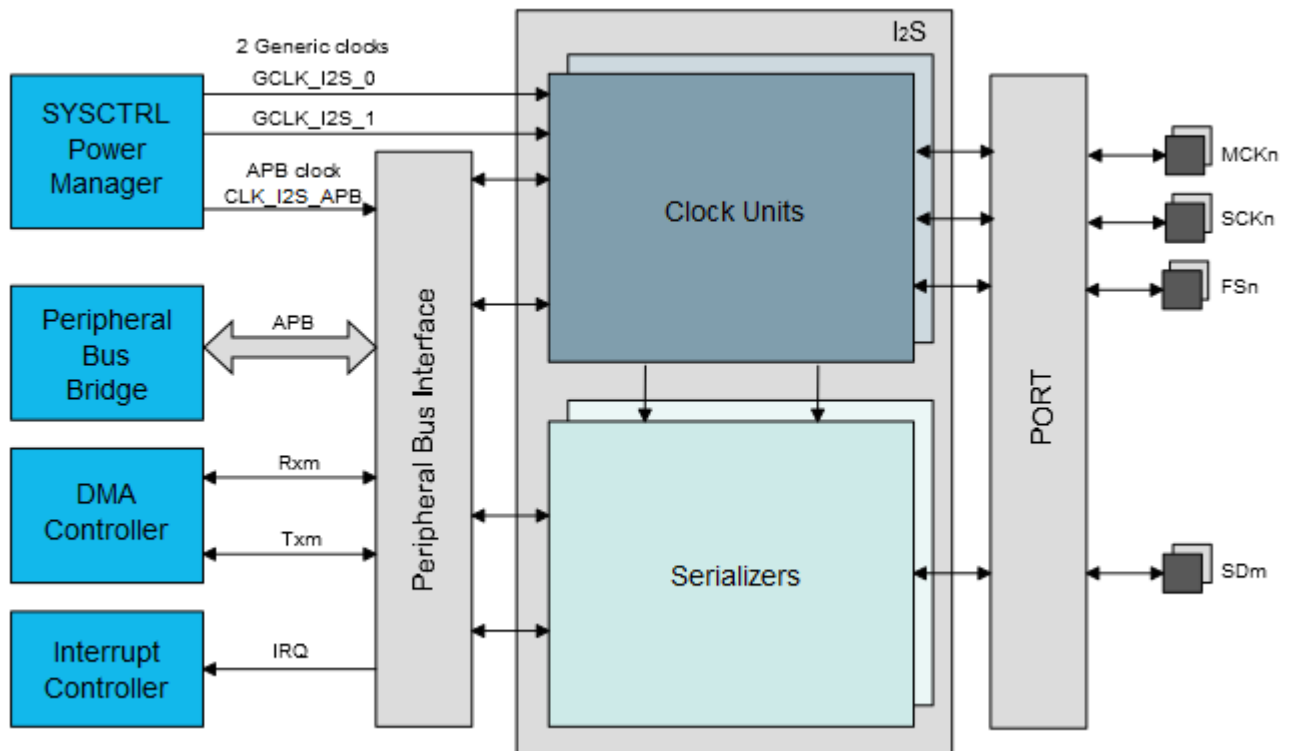 I2S
2 Generic clocks
GCLK_I2S_0
GCLK_I2S_1
SYSCTRL
Power
Manager
APB clock
CLK_I2S_APB
Clock Units
MCKn
SCKn
FSn
Peripheral
Bus
Bridge
APB
Peripheral Bus Interface
PORT
DMA
Controller
Rxm
Txm
Serializers
SDm
Interrupt
Controller
IRQ